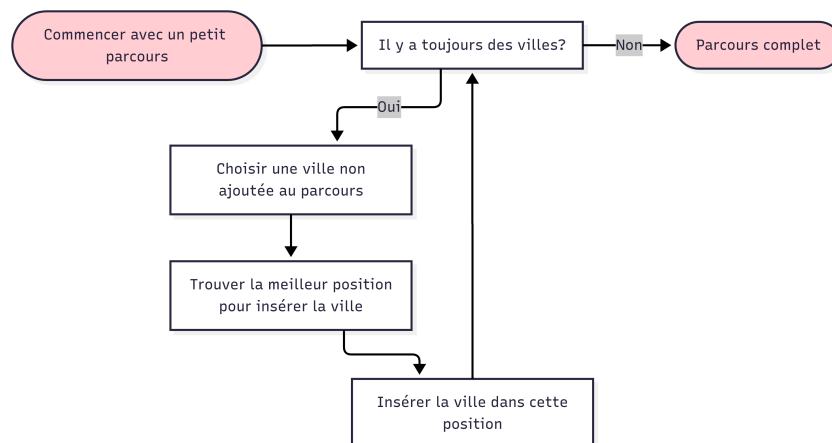 Commencer avec un petit
parcours
Il y a toujours des villes?
Non
Parcours complet
Oui
Choisir une ville non
ajoutée au parcours
Trouver la meilleur position
pour insérer la ville
Insérer la ville dans cette
position